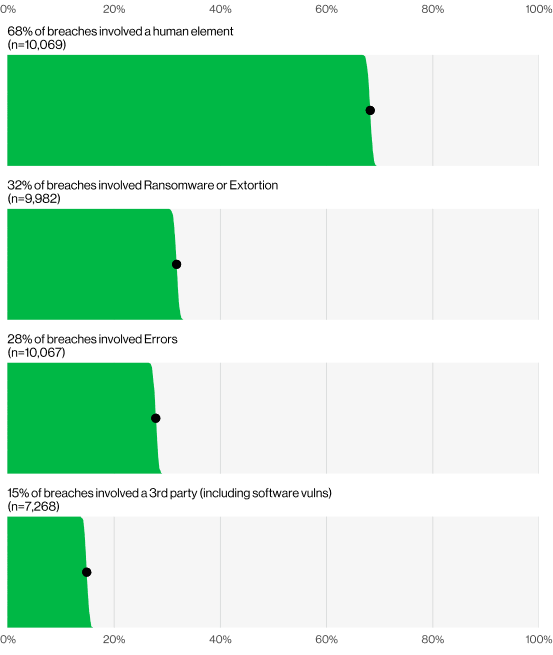 0% 20% 40% 60% 80% 100%
68% of breaches involved a human element
(n=10,069)
32% of breaches involved Ransomware or Extortion
(n=9,982)
28% of breaches involved Errors
(n=10,067)
15% of breaches involved a 3rd party (including software vulns)
(n=7,268)
0% 20% 40% 60% 80% 100%